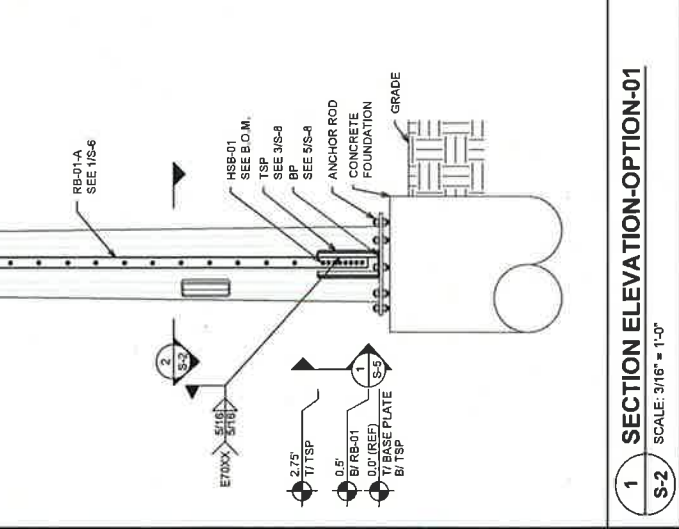 RB-01-A
SEE 1/S-6
HSB-01
SEE B.O.M.
TSP
SEE 3/S-8
BP
SEE 5/S-8
ANCHOR ROD
CONCRETE
FOUNDATION
GRADE
2
S-2
E70XX
5/16
5/16
1
S-5
2.75'
T/ TSP
0.5'
B/ RB-01
0.0' (REF)
T/ BASE PLATE
B/ TSP
1
S-2
SECTION ELEVATION-OPTION-01
SCALE: 3/16" = 1'-0"